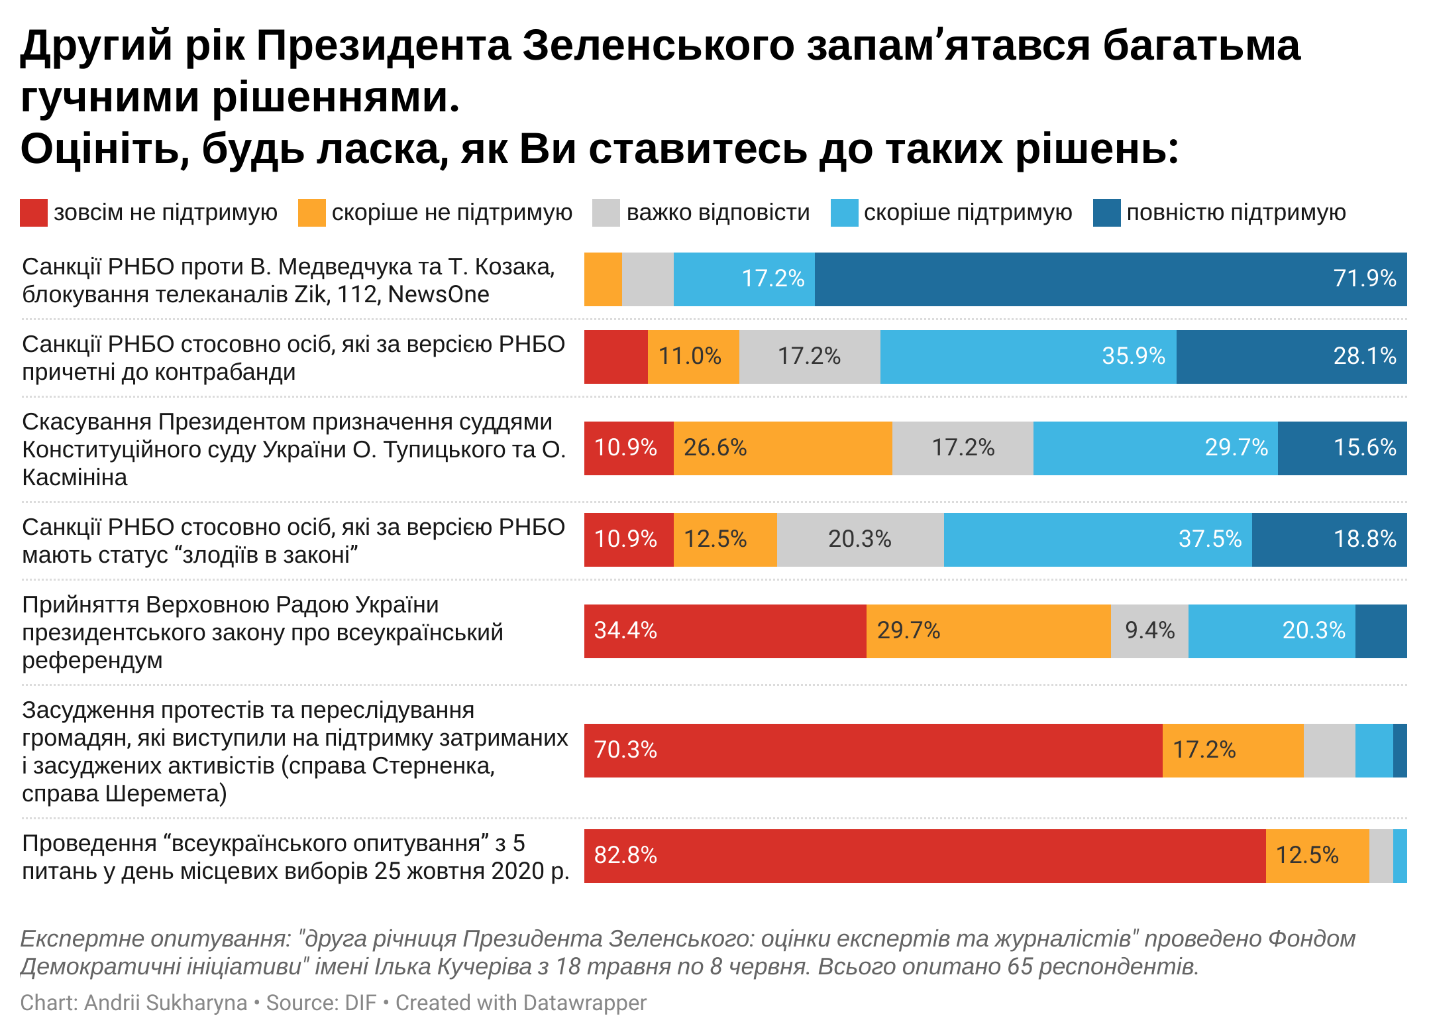 Другий рік Президента Зеленського запам’ятався багатьма
гучними рішеннями.
Оцініть, будь ласка, як Ви ставитесь до таких рішень:
зовсім не підтримую скоріше не підтримую важко відповісти скоріше підтримую повністю підтримую
Санкції РНБО проти В. Медведчука та Т. Козака,
блокування телеканалів Zik, 112, NewsOne
17.2% 71.9%
Санкції РНБО стосовно осіб, які за версією РНБО
причетні до контрабанди
11.0% 17.2% 35.9% 28.1%
Скасування Президентом призначення суддями
Конституційного суду України О. Тупицького та О.
Касмініна
10.9% 26.6% 17.2% 29.7% 15.6%
Санкції РНБО стосовно осіб, які за версією РНБО
мають статус “злодіїв в законі”
10.9% 12.5% 20.3% 37.5% 18.8%
Прийняття Верховною Радою України
президентського закону про всеукраїнський
референдум
34.4% 29.7% 9.4% 20.3%
Засудження протестів та переслідування
громадян, які виступили на підтримку затриманих
і засуджених активістів (справа Стерненка,
справа Шеремета)
70.3% 17.2%
Проведення “всеукраїнського опитування” з 5
питань у день місцевих виборів 25 жовтня 2020 р.
82.8% 12.5%
Експертне опитування: "друга річниця Президента Зеленського: оцінки експертів та журналістів" проведено Фондом
Демократичні ініціативи" імені Ілька Кучеріва з 18 травня по 8 червня. Всього опитано 65 респондентів.
Chart: Andrii Sukharyna • Source: DIF • Created with Datawrapper